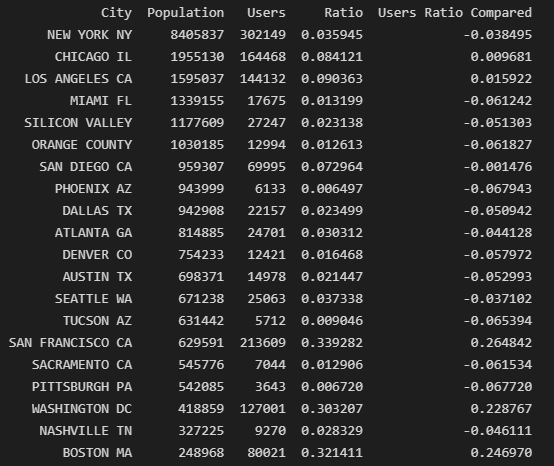 City Population Users Ratio Users Ratio Compared
NEW YORK NY 8405837 302149 0.035945 -0.038495
CHICAGO IL 1955130 164468 0.084121 0.009681
LOS ANGELES CA 1595037 144132 0.090363 0.015922
MIAMI FL 1339155 17675 0.013199 -0.061242
SILICON VALLEY 1177609 27247 0.023138 -0.051303
ORANGE COUNTY 1030185 12994 0.012613 -0.061827
SAN DIEGO CA 959307 69995 0.072964 -0.001476
PHOENIX AZ 943999 6133 0.006497 -0.067943
DALLAS TX 942908 22157 0.023499 -0.050942
ATLANTA GA 814885 24701 0.030312 -0.044128
DENVER CO 754233 12421 0.016468 -0.057972
AUSTIN TX 698371 14978 0.021447 -0.052993
SEATTLE WA 671238 25063 0.037338 -0.037102
TUCSON AZ 631442 5712 0.009046 -0.065394
SAN FRANCISCO CA 629591 213609 0.339282 0.264842
SACRAMENTO CA 545776 7044 0.012906 -0.061534
PITTSBURGH PA 542085 3643 0.006720 -0.067720
WASHINGTON DC 418859 127001 0.303207 0.228767
NASHVILLE TN 327225 9270 0.028329 -0.046111
BOSTON MA 248968 80021 0.321411 0.246970